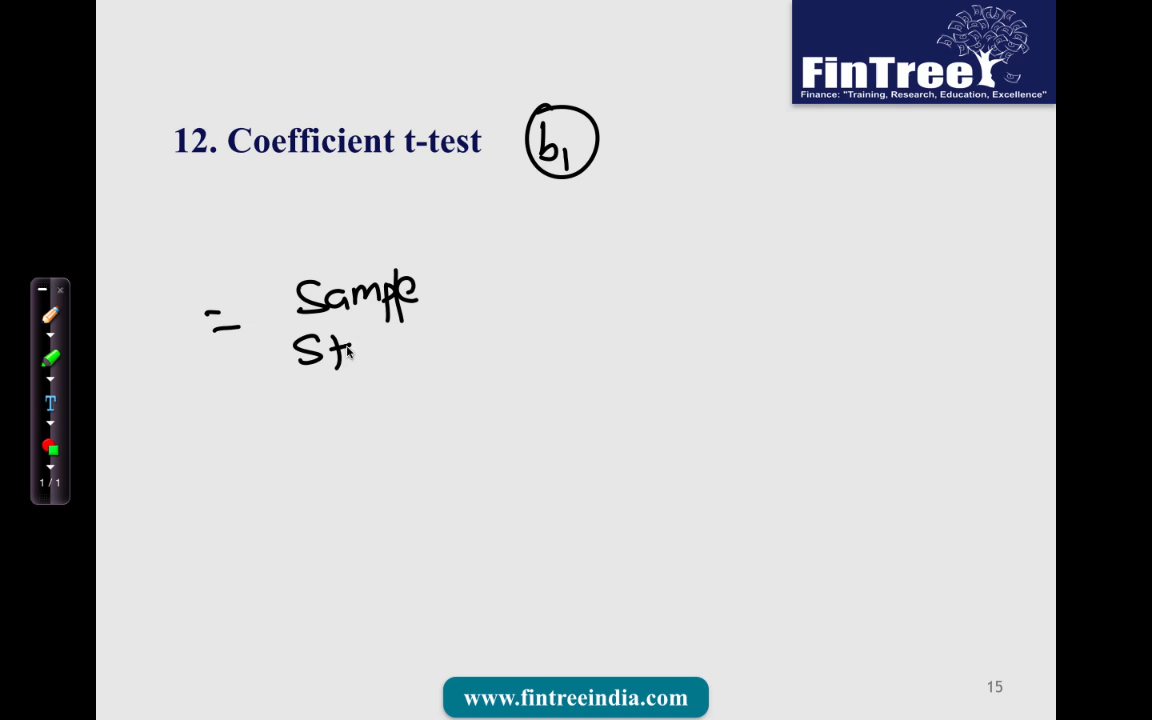 FinTree
Finance: "Training, Research, Education, Excellence"
12. Coefficient t-test b1
= Sample
St
1 / 1
T
15
www.fintreeindia.com